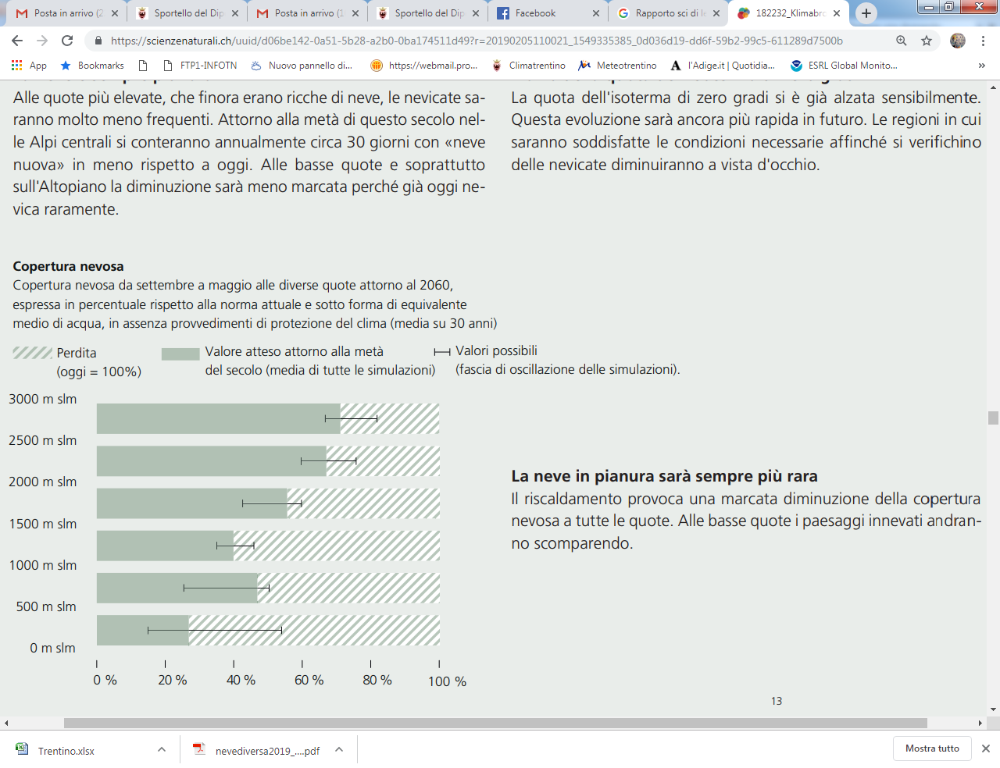 Posta in arrivo (2
Sportello del Dip
Posta in arrivo (1
Sportello del Dip
Facebook
Rapporto sci di le
182232_Klimabro
https://scienzenaturali.ch/uuid/d06be142-0a51-5b28-a2b0-0ba174511d49?r=20190205110021_1549335385_0d036d19-dd6f-59b2-99c5-611289d7500b
App
Bookmarks
FTP1-INFOTN
Nuovo pannello di...
https://webmail.pro...
Climatrentino
Meteotrentino
l'Adige.it | Quotidia...
ESRL Global Monito...
»
Alle quote più elevate, che finora erano ricche di neve, le nevicate sa-
ranno molto meno frequenti. Attorno alla metà di questo secolo nel-
le Alpi centrali si conteranno annualmente circa 30 giorni con «neve
nuova» in meno rispetto a oggi. Alle basse quote e soprattutto
sull'Altopiano la diminuzione sarà meno marcata perché già oggi ne-
vica raramente.
La quota dell'isoterma di zero gradi si è già alzata sensibilmente.
Questa evoluzione sarà ancora più rapida in futuro. Le regioni in cui
saranno soddisfatte le condizioni necessarie affinché si verifichino
delle nevicate diminuiranno a vista d'occhio.
Copertura nevosa
Copertura nevosa da settembre a maggio alle diverse quote attorno al 2060,
espressa in percentuale rispetto alla norma attuale e sotto forma di equivalente
medio di acqua, in assenza provvedimenti di protezione del clima (media su 30 anni)
Perdita
(oggi = 100%)
Valore atteso attorno alla metà
del secolo (media di tutte le simulazioni)
Valori possibili
(fascia di oscillazione delle simulazioni).
3000 m slm
2500 m slm
2000 m slm
1500 m slm
1000 m slm
500 m slm
0 m slm
0 %
20 %
40 %
60 %
80 %
100 %
La neve in pianura sarà sempre più rara
Il riscaldamento provoca una marcata diminuzione della copertura
nevosa a tutte le quote. Alle basse quote i paesaggi innevati andran-
no scomparendo.
13
Trentino.xlsx
nevediversa2019_....pdf
Mostra tutto